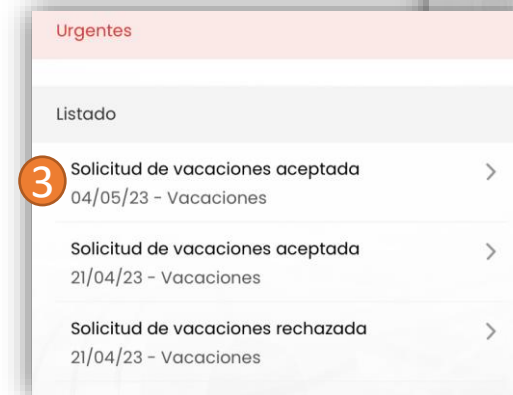 Urgentes
Listado
3
Solicitud de vacaciones aceptada
04/05/23 - Vacaciones
Solicitud de vacaciones aceptada
21/04/23 - Vacaciones
Solicitud de vacaciones rechazada
21/04/23 - Vacaciones